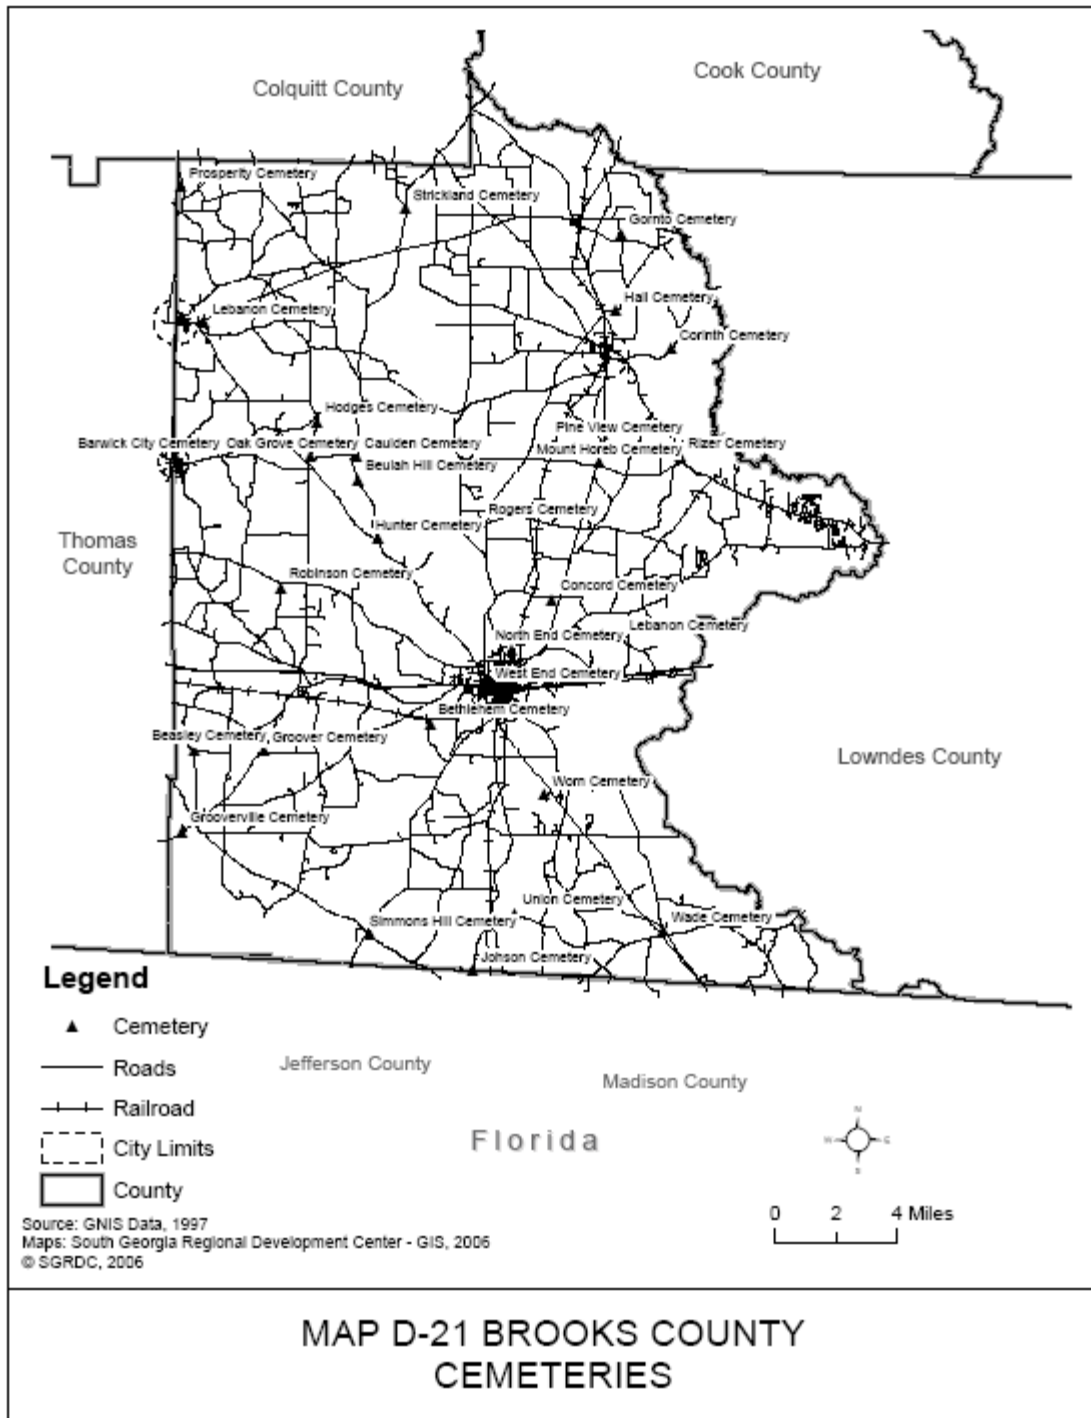 Colquitt County
Cook County
Prosperity Cemetery
Strickland Cemetery
Gornto Cemetery
Hall Cemetery
Lebanon Cemetery
Corinth Cemetery
Hodges Cemetery
Pine View Cemetery
Barwick City Cemetery
Oak Grove Cemetery
Caulden Cemetery
Mount Horeb Cemetery
Rizer Cemetery
Beulah Hill Cemetery
Rogers Cemetery
Hunter Cemetery
Thomas
County
Robinson Cemetery
Concord Cemetery
Lebanon Cemetery
North End Cemetery
West End Cemetery
Bethlehem Cemetery
Beasley Cemetery
Groover Cemetery
Lowndes County
Worn Cemetery
Grooverville Cemetery
Union Cemetery
Simmons Hill Cemetery
Wade Cemetery
Johson Cemetery
Legend
Cemetery
Roads
Railroad
City Limits
County
Jefferson County
Madison County
Florida
N
W
E
S
0 2 4 Miles
Source: GNIS Data, 1997
Maps: South Georgia Regional Development Center - GIS, 2006
© SGRDC, 2006
MAP D-21 BROOKS COUNTY
CEMETERIES